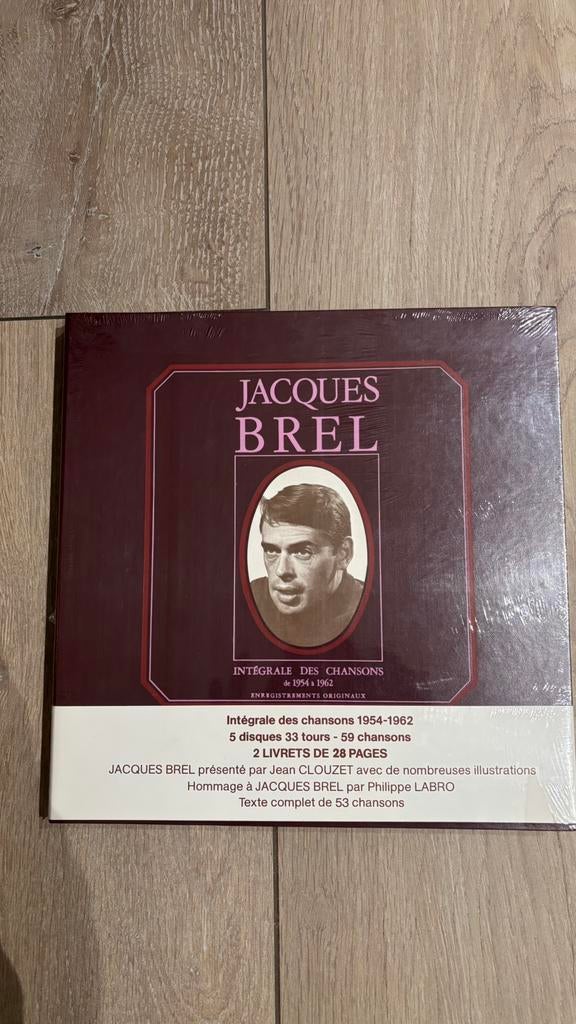 JACQUES
BREL
INTÉGRALE DES CHANSONS
de 1954 à 1962
ENREGISTREMENTS ORIGINAUX
Intégrale des chansons 1954-1962
5 disques 33 tours - 59 chansons
2 LIVRETS DE 28 PAGES
JACQUES BREL présenté par Jean CLOUZET avec de nombreuses illustrations
Hommage à JACQUES BREL par Philippe LABRO
Texte complet de 53 chansons